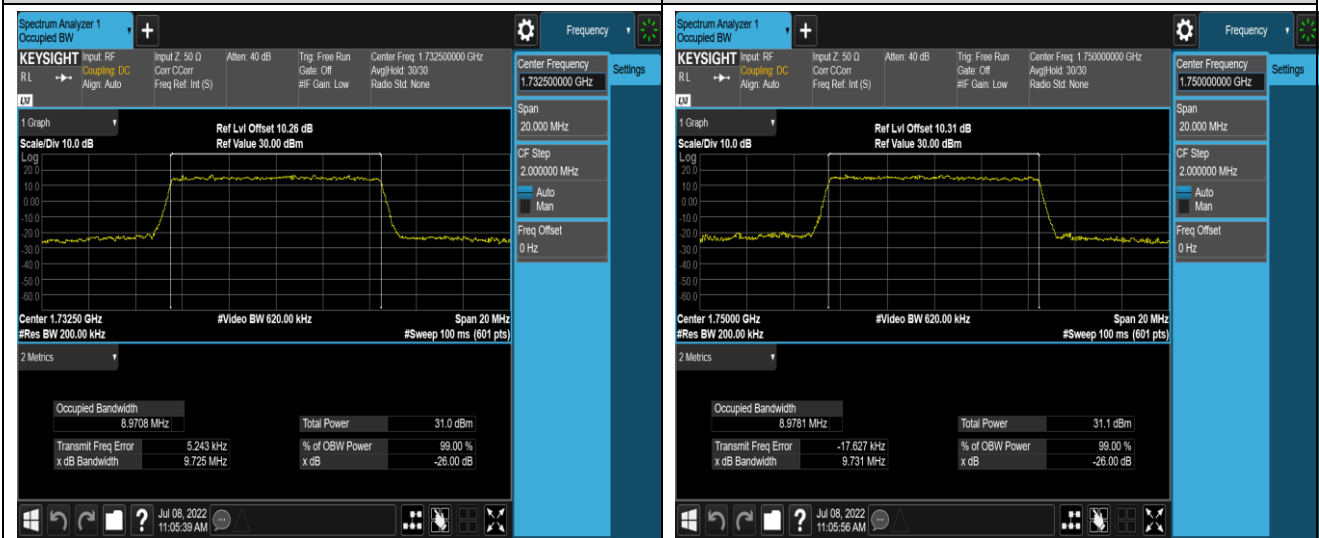 Spectrum Analyzer 1
Occupied BW
+
Frequency
KEYSIGHT
RL
LXI
Input: RF
Coupling: DC
Align: Auto
Input Z: 50 Ω
Corr CCorr
Freq Ref: Int (S)
Atten: 40 dB
Trig: Free Run
Gate: Off
#IF Gain: Low
Center Freq: 1.732500000 GHz
Avg|Hold: 30/30
Radio Std: None
Center Frequency
1.732500000 GHz
Settings
Span
20.000 MHz
CF Step
2.000000 MHz
Auto
Man
Freq Offset
0 Hz
1 Graph
Scale/Div 10.0 dB
Ref Lvl Offset 10.26 dB
Ref Value 30.00 dBm
Log
20.0
10.0
0.00
-10.0
-20.0
-30.0
-40.0
-50.0
-60.0
Center 1.73250 GHz
#Video BW 620.00 kHz
Span 20 MHz
#Res BW 200.00 kHz
#Sweep 100 ms (601 pts)
2 Metrics
Occupied Bandwidth
8.9708 MHz
Total Power 31.0 dBm
Transmit Freq Error 5.243 kHz
% of OBW Power 99.00 %
x dB Bandwidth 9.725 MHz
x dB -26.00 dB
?
Jul 08, 2022
11:05:39 AM
Spectrum Analyzer 1
Occupied BW
+
Frequency
KEYSIGHT
RL
LXI
Input: RF
Coupling: DC
Align: Auto
Input Z: 50 Ω
Corr CCorr
Freq Ref: Int (S)
Atten: 40 dB
Trig: Free Run
Gate: Off
#IF Gain: Low
Center Freq: 1.750000000 GHz
Avg|Hold: 30/30
Radio Std: None
Center Frequency
1.750000000 GHz
Settings
Span
20.000 MHz
CF Step
2.000000 MHz
Auto
Man
Freq Offset
0 Hz
1 Graph
Scale/Div 10.0 dB
Ref Lvl Offset 10.31 dB
Ref Value 30.00 dBm
Log
20.0
10.0
0.00
-10.0
-20.0
-30.0
-40.0
-50.0
-60.0
Center 1.75000 GHz
#Video BW 620.00 kHz
Span 20 MHz
#Res BW 200.00 kHz
#Sweep 100 ms (601 pts)
2 Metrics
Occupied Bandwidth
8.9781 MHz
Total Power 31.1 dBm
Transmit Freq Error -17.627 kHz
% of OBW Power 99.00 %
x dB Bandwidth 9.731 MHz
x dB -26.00 dB
?
Jul 08, 2022
11:05:56 AM